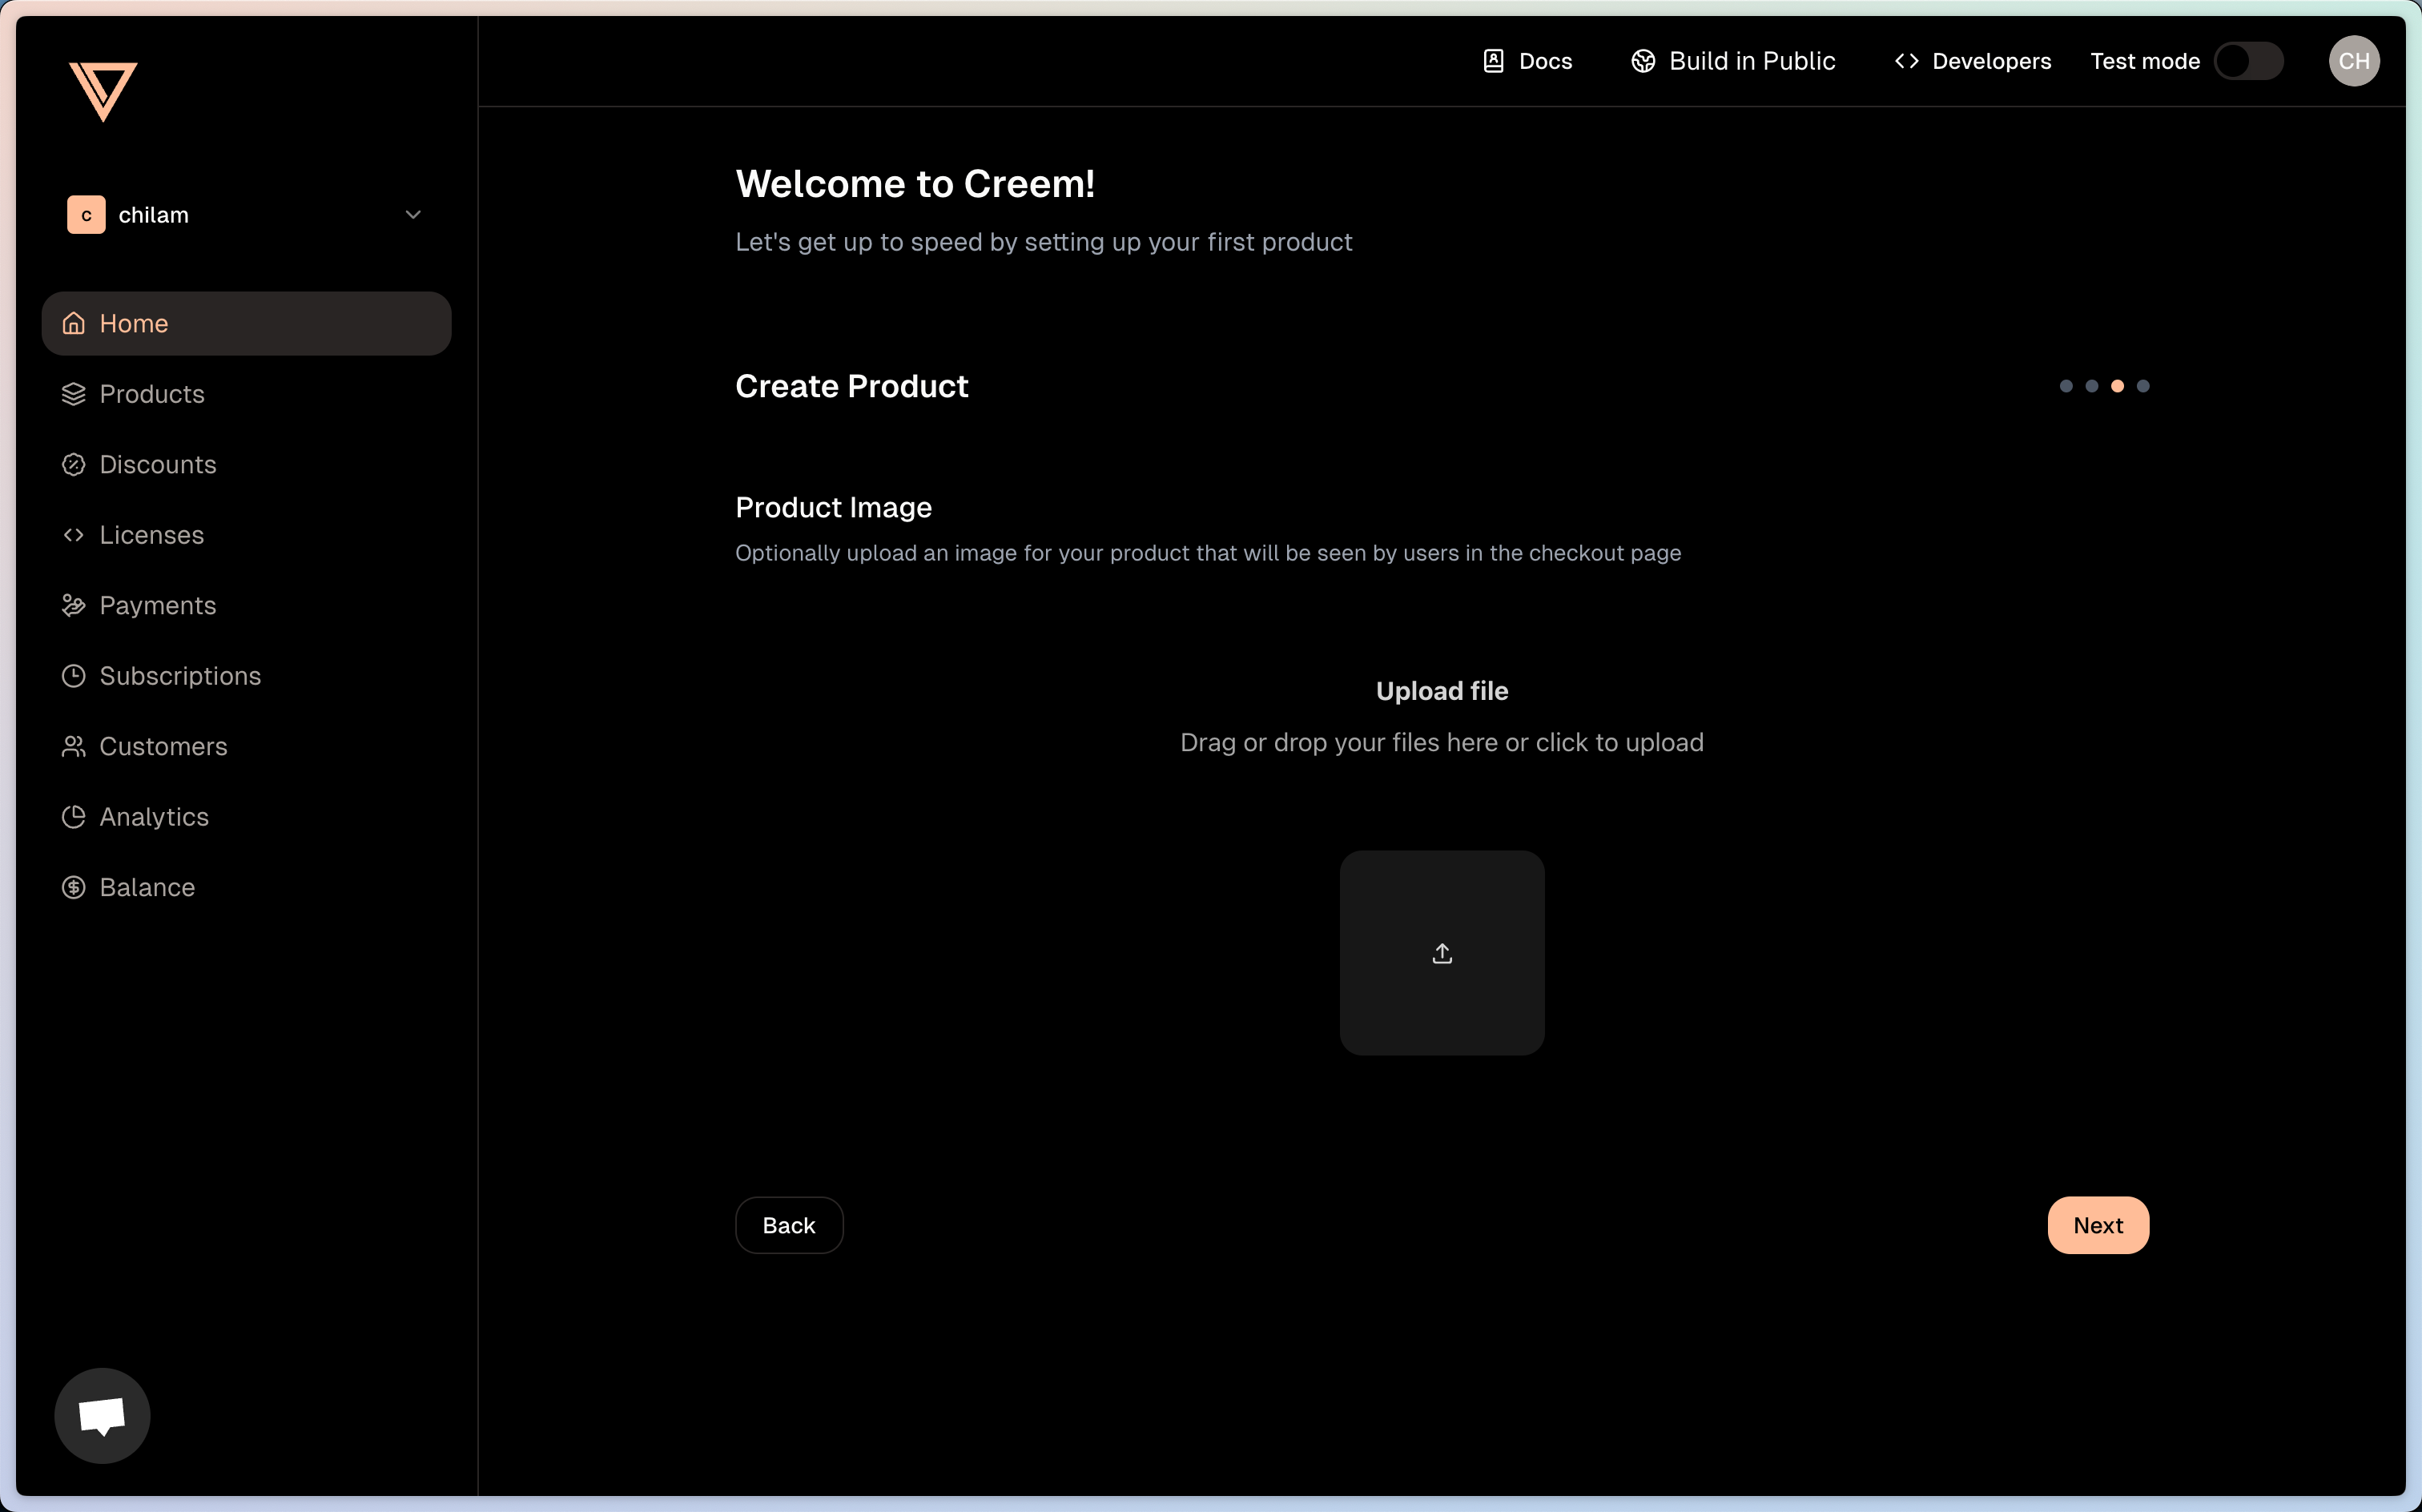 Docs
Build in Public
Developers
Test mode
CH
c
chilam
Home
Products
Discounts
Licenses
Payments
Subscriptions
Customers
Analytics
Balance
Welcome to Creem!
Let's get up to speed by setting up your first product
Create Product
Product Image
Optionally upload an image for your product that will be seen by users in the checkout page
Upload file
Drag or drop your files here or click to upload
Back
Next